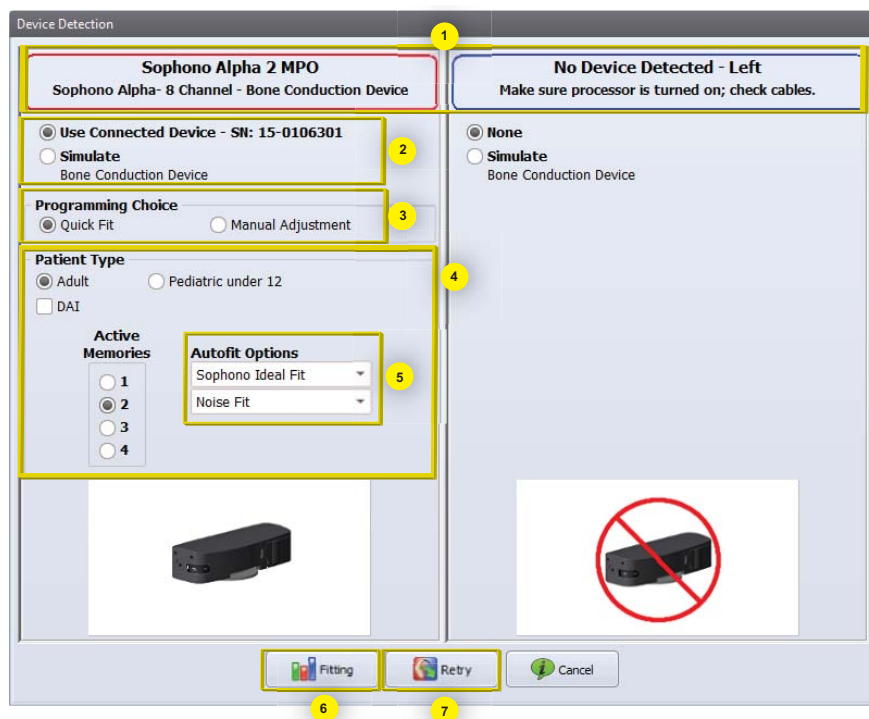 Device Detection
1
Sophono Alpha 2 MPO
Sophono Alpha- 8 Channel - Bone Conduction Device
No Device Detected - Left
Make sure processor is turned on; check cables.
Use Connected Device - SN: 15-0106301
Simulate
Bone Conduction Device
2
None
Simulate
Bone Conduction Device
Programming Choice
Quick Fit Manual Adjustment
3
Patient Type
Adult Pediatric under 12
4
DAI
Active
Memories
1
2
3
4
Autofit Options
Sophono Ideal Fit
Noise Fit
5
Fitting Retry Cancel
6 7